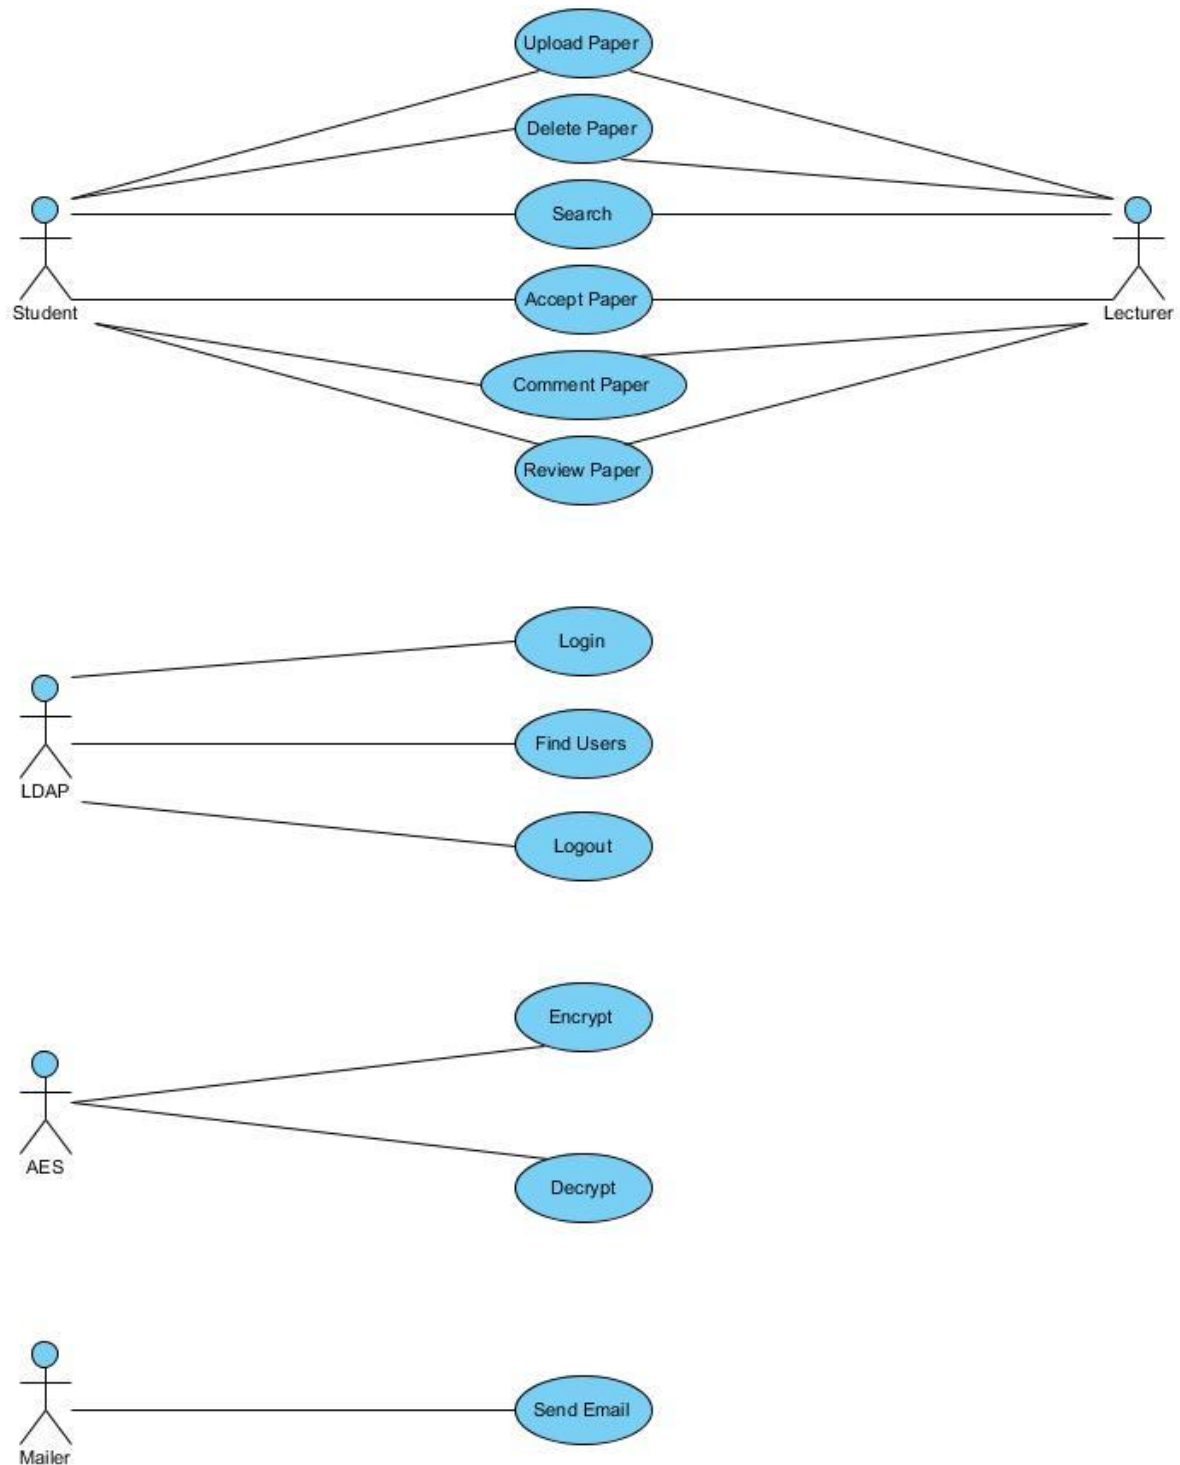 Upload Paper
Delete Paper
Search
Accept Paper
Student
Lecturer
Comment Paper
Review Paper
Login
Find Users
LDAP
Logout
Encrypt
AES
Decrypt
Send Email
Mailer